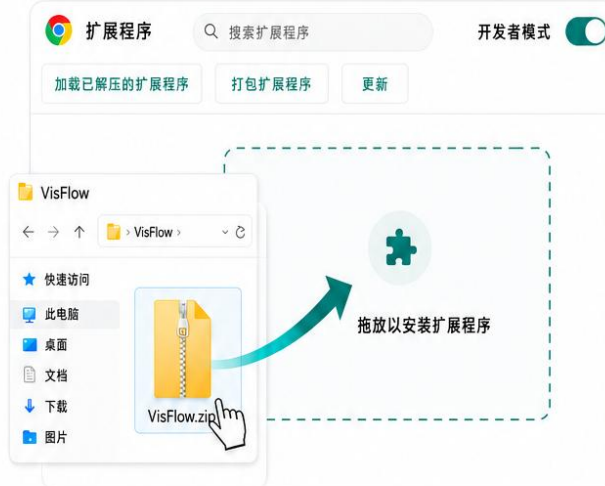 扩展程序
搜索扩展程序
开发者模式
加载已解压的扩展程序
打包扩展程序
更新
VisFlow
VisFlow
快速访问
此电脑
桌面
文档
下载
图片
VisFlow.zip
拖放以安装扩展程序